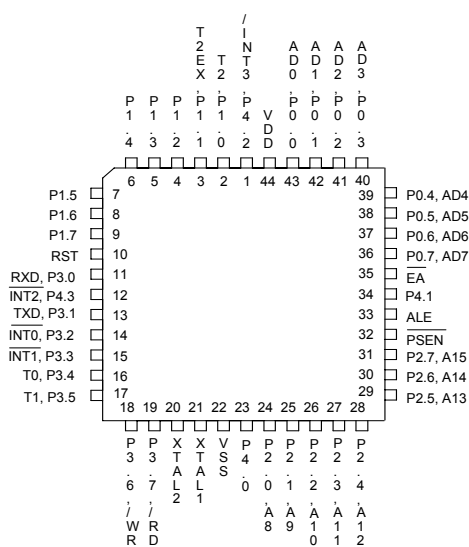 P1.4
P1.3
P1.2
T2EX,P1.1
T2,P1.0
/INT3,P4.2
VDD
AD0,P0.0
AD1,P0.1
AD2,P0.2
AD3,P0.3
6 5 4 3 2 1 44 43 42 41 40
P1.5 7
P1.6 8
P1.7 9
RST 10
RXD, P3.0 11
INT2, P4.3 12
TXD, P3.1 13
INT0, P3.2 14
INT1, P3.3 15
T0, P3.4 16
T1, P3.5 17
39 P0.4, AD4
38 P0.5, AD5
37 P0.6, AD6
36 P0.7, AD7
35 EA
34 P4.1
33 ALE
32 PSEN
31 P2.7, A15
30 P2.6, A14
29 P2.5, A13
18 19 20 21 22 23 24 25 26 27 28
P3.6,/WR
P3.7,/RD
XTAL2
XTAL1
VSS
P4.0
P2.0,A8
P2.1,A9
P2.2,A10
P2.3,A11
P2.4,A12